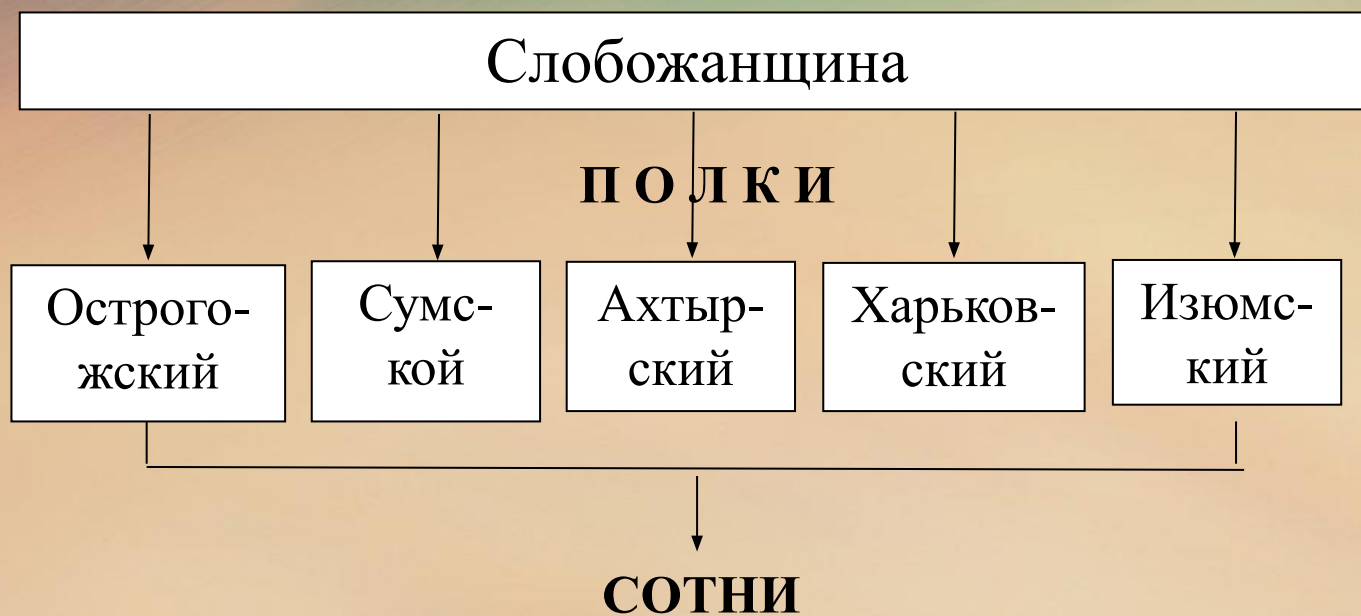 Слобожанщина
П О Л К И
Острого-
жский
Сумс-
кой
Ахтыр-
ский
Харьков-
ский
Изюмс-
кий
СОТНИ